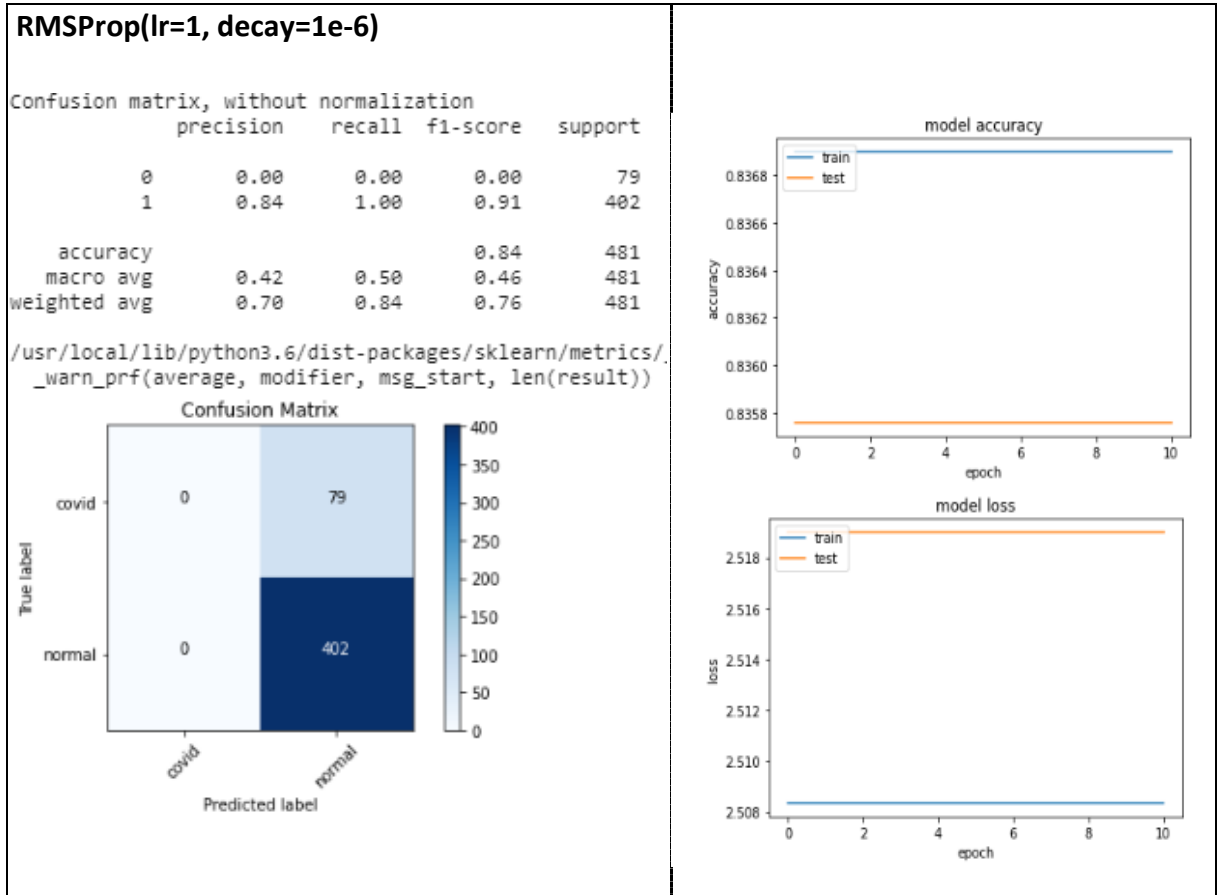 RMSProp(lr=1, decay=1e-6)
Confusion matrix, without normalization
precision recall f1-score support
0 0.00 0.00 0.00 79
1 0.84 1.00 0.91 402
accuracy 0.84 481
macro avg 0.42 0.50 0.46 481
weighted avg 0.70 0.84 0.76 481
/usr/local/lib/python3.6/dist-packages/sklearn/metrics/_
_warn_prf(average, modifier, msg_start, len(result))
Confusion Matrix
True label
covid
normal
0 79
0 402
covid normal
Predicted label
400
350
300
250
200
150
100
50
0
model accuracy
train
test
accuracy
0.8368
0.8366
0.8364
0.8362
0.8360
0.8358
0 2 4 6 8 10
epoch
model loss
train
test
loss
2.518
2.516
2.514
2.512
2.510
2.508
0 2 4 6 8 10
epoch